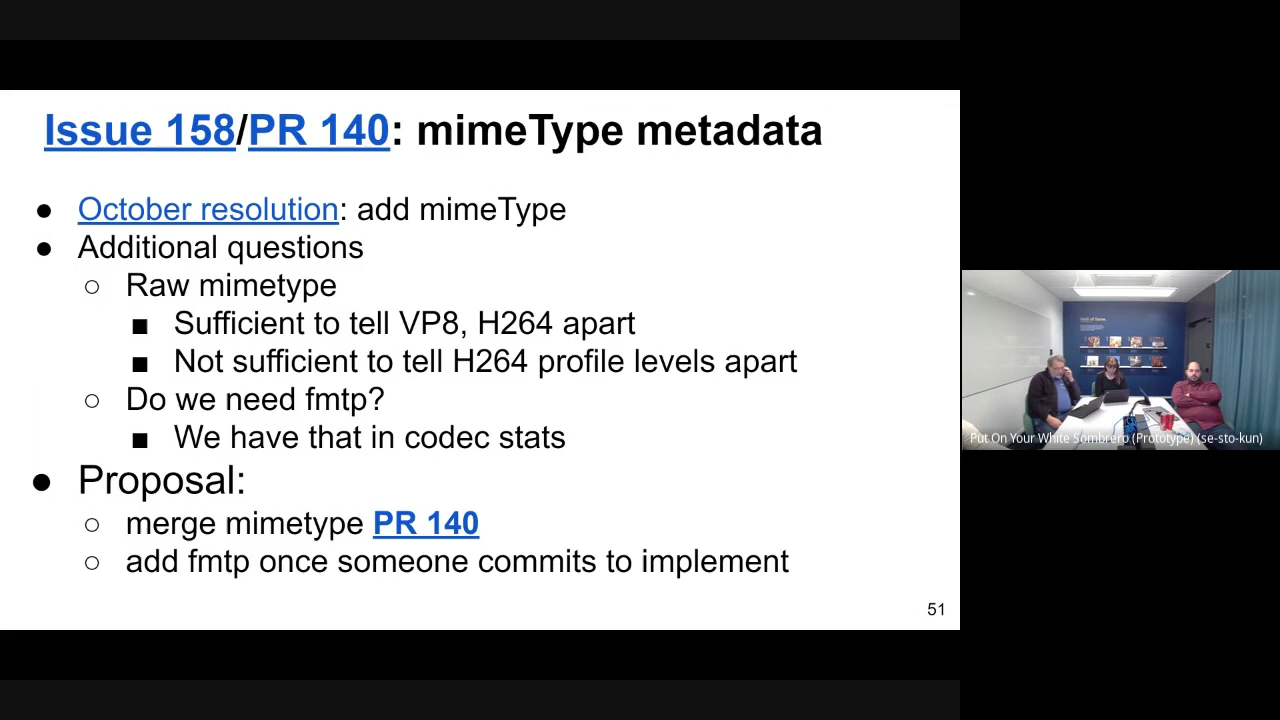 Issue 158/PR 140: mimeType metadata
● October resolution: add mimeType
● Additional questions
○ Raw mimetype
■ Sufficient to tell VP8, H264 apart
■ Not sufficient to tell H264 profile levels apart
○ Do we need fmtp?
■ We have that in codec stats
● Proposal:
○ merge mimetype PR 140
○ add fmtp once someone commits to implement
51
Put On Your White Sombrero (Prototype) (se-sto-kun)